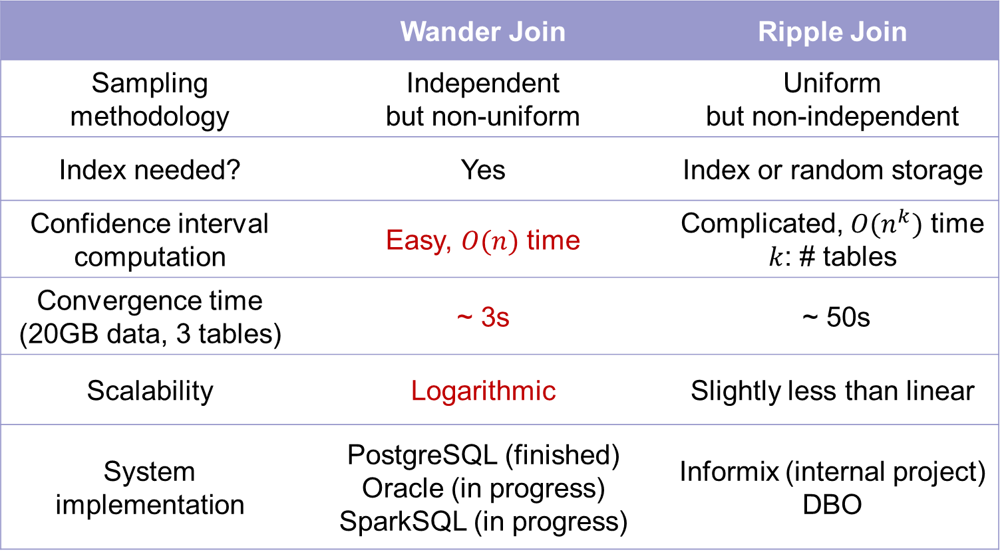 Wander Join
Ripple Join
Sampling
methodology
Independent
but non-uniform
Uniform
but non-independent
Index needed?
Yes
Index or random storage
Confidence interval
computation
Easy, O(n) time
Complicated, O(n^k) time
k: # tables
Convergence time
(20GB data, 3 tables)
~ 3s
~ 50s
Scalability
Logarithmic
Slightly less than linear
System
implementation
PostgreSQL (finished)
Oracle (in progress)
SparkSQL (in progress)
Informix (internal project)
DBO